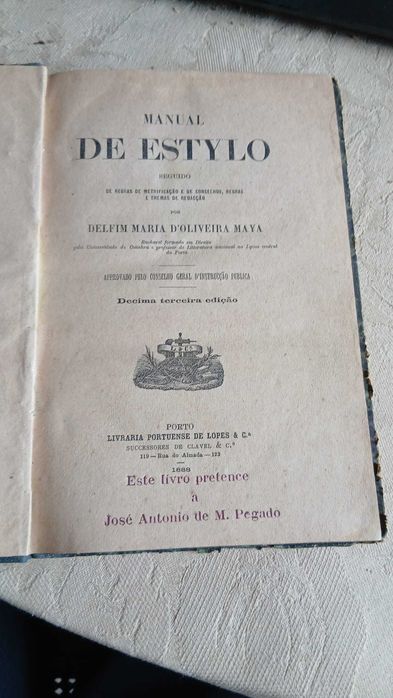 MANUAL
DE ESTYLO
SEGUIDO
DE REGRAS DE METRIFICAÇÃO E DE CONSELHOS, REGRAS
E THEMAS DE REDACÇÃO
POR
DELFIM MARIA D'OLIVEIRA MAYA
Bacharel formado em Direito
pela Universidade de Coimbra e professor de Litteratura nacional no Lyceu central
do Porto
APPROVADO PELO CONSELHO GERAL D'INSTRUCÇÃO PUBLICA
Decima terceira edição
PORTO
LIVRARIA PORTUENSE DE LOPES & C.ª
SUCCESSORES DE CLAVEL & C.ª
119 — Rua do Almada — 123
1888
Este livro pretence
a
José Antonio de M. Pegado